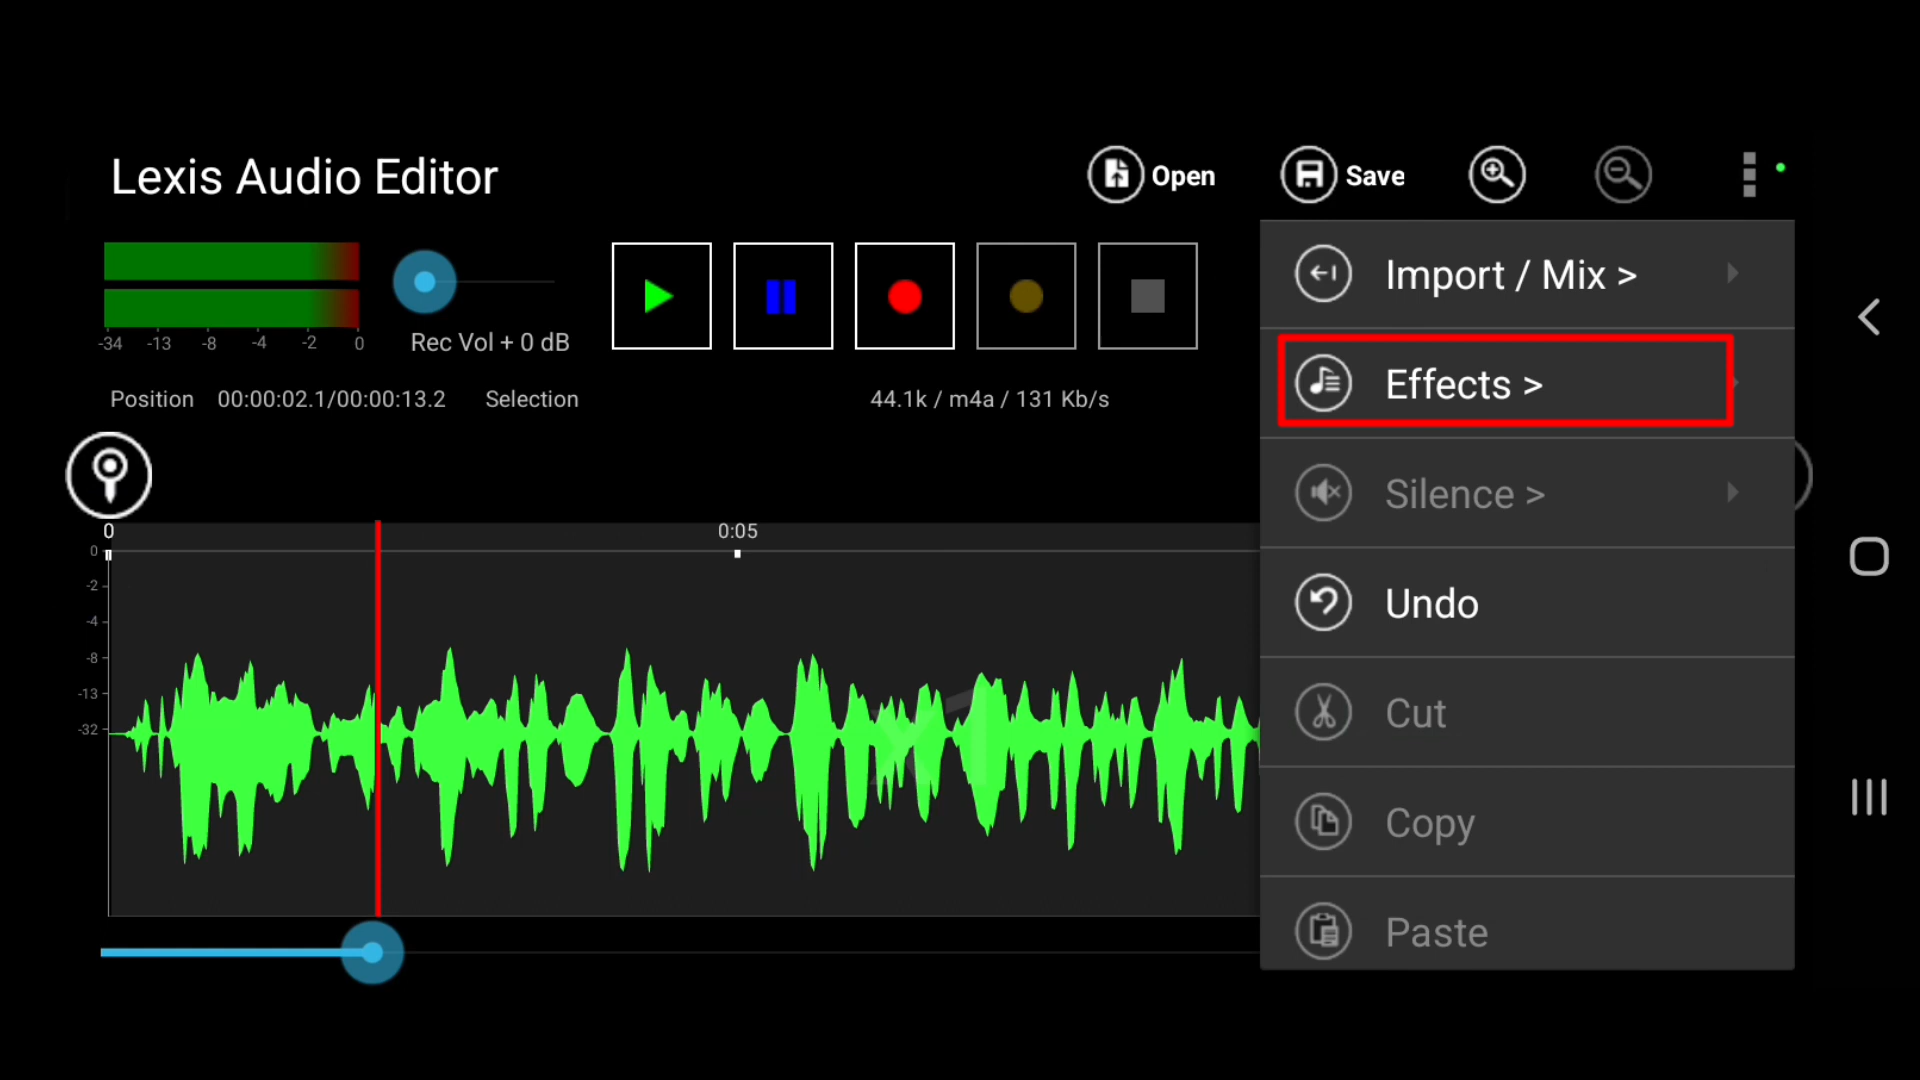 Lexis Audio Editor
Open
Save
-34 -13 -8 -4 -2 0
Rec Vol + 0 dB
Position 00:00:02.1/00:00:13.2 Selection 44.1k / m4a / 131 Kb/s
Import / Mix >
Effects >
Silence >
Undo
Cut
Copy
Paste
0 0:05
0
-2
-4
-8
-13
-32
x1